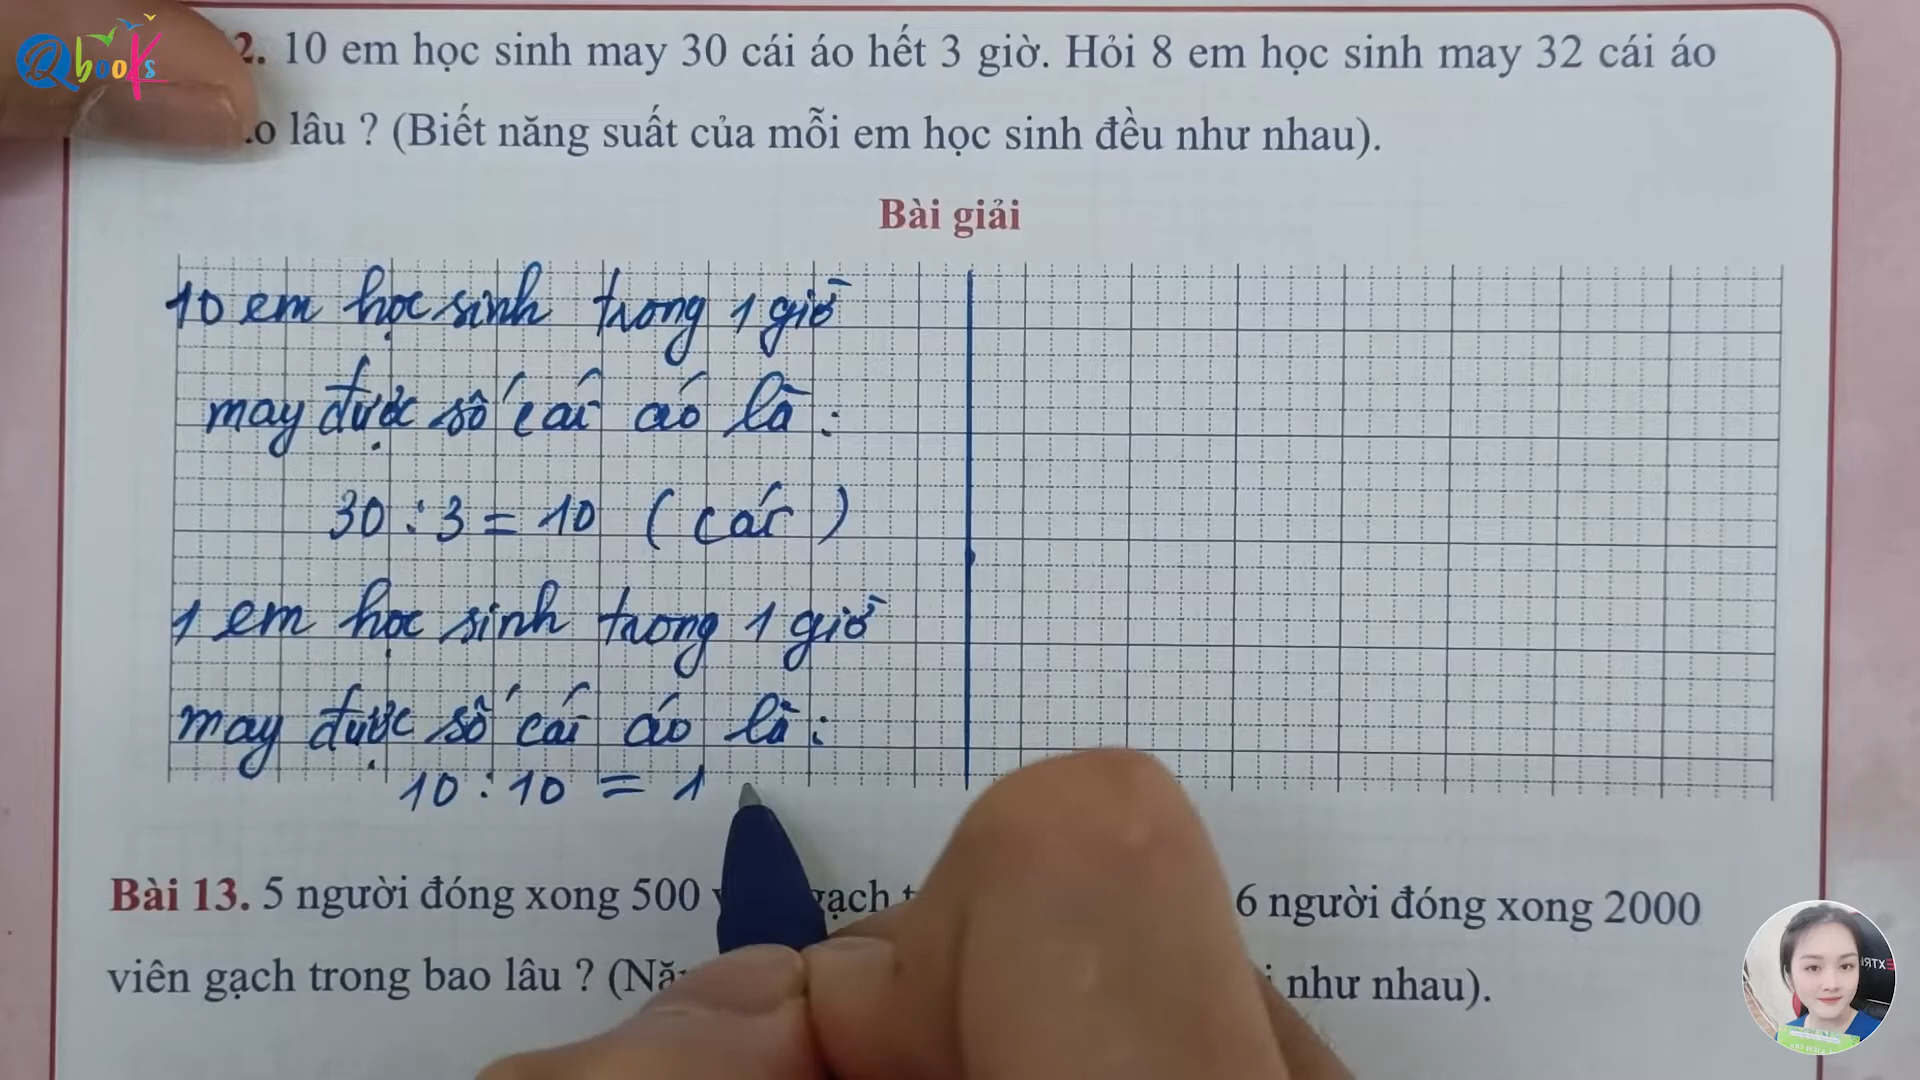 Qbooks K
2. 10 em học sinh may 30 cái áo hết 3 giờ. Hỏi 8 em học sinh may 32 cái áo
lâu ? (Biết năng suất của mỗi em học sinh đều như nhau).
Bài giải
10 em học sinh trong 1 giờ
may được số cái áo là:
30 : 3 = 10 (cái)
1 em học sinh trong 1 giờ
may được số cái áo là:
10 : 10 = 1
Bài 13. 5 người đóng xong 500 6 người đóng xong 2000
viên gạch trong bao lâu ? (Nă như nhau).